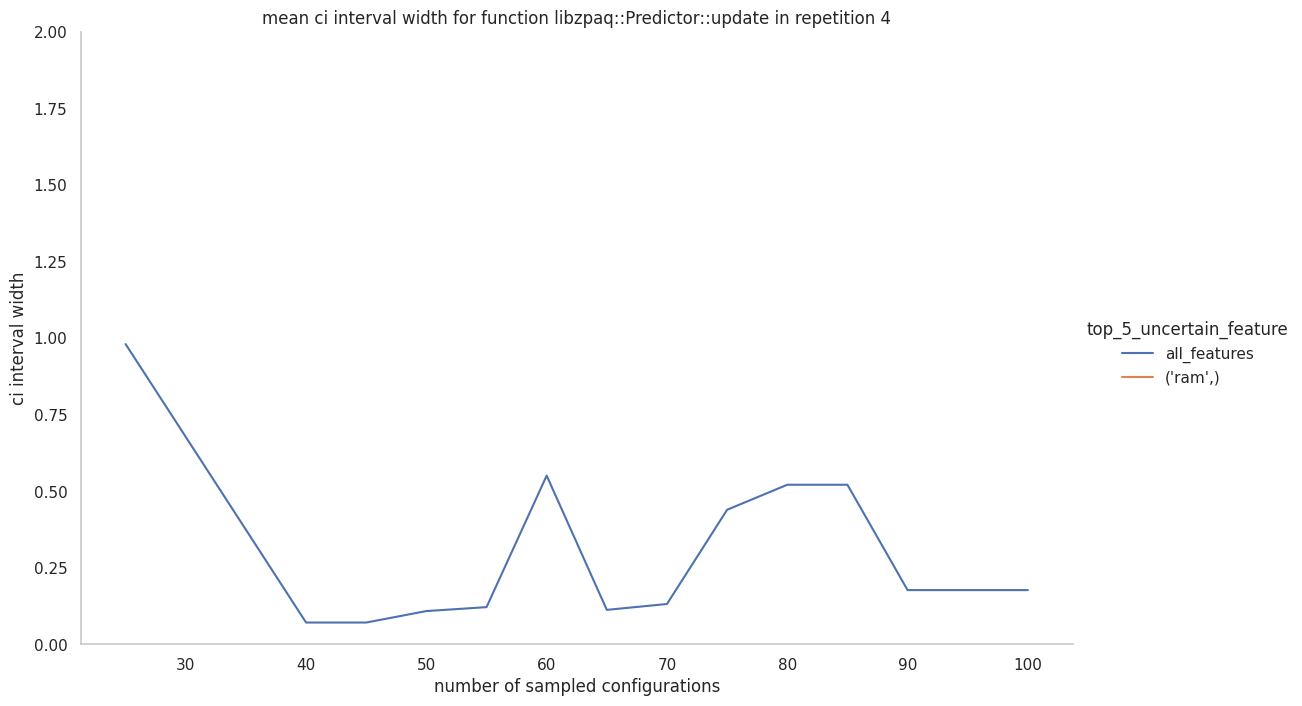 mean ci interval width for function libzpaq::Predictor::update in repetition 4
2.00
1.75
1.50
1.25
1.00
0.75
0.50
0.25
0.00
ci interval width
30 40 50 60 70 80 90 100
number of sampled configurations
top_5_uncertain_feature
all_features
('ram',)